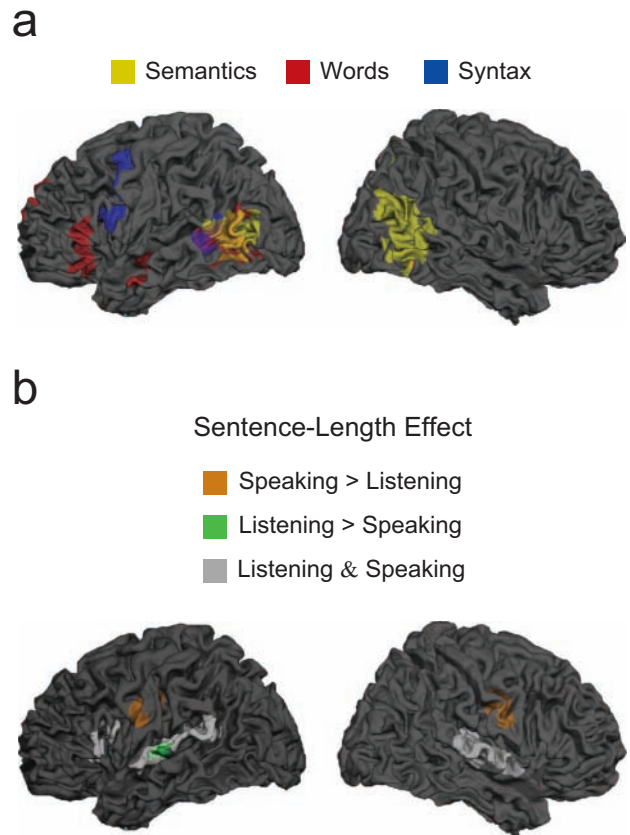 a
Semantics Words Syntax
b
Sentence-Length Effect
Speaking > Listening
Listening > Speaking
Listening & Speaking